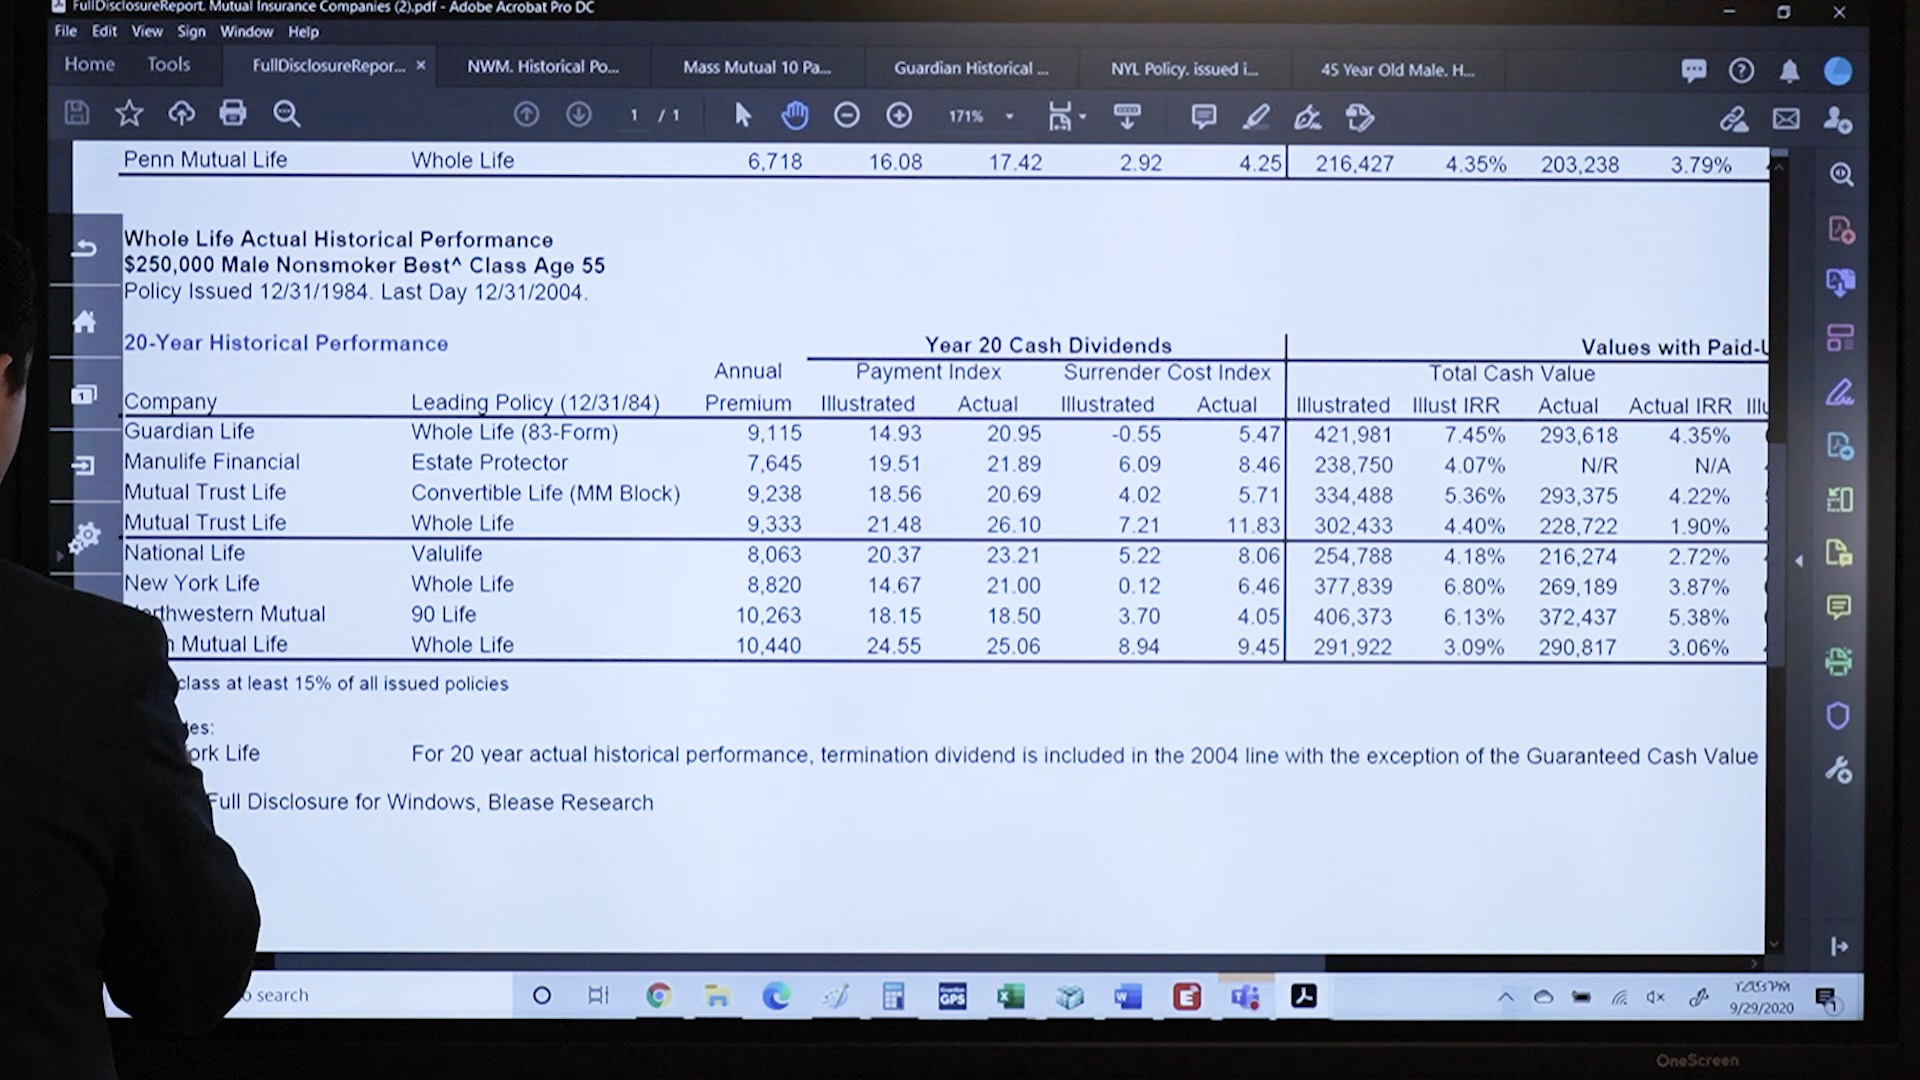 FullDisclosureReport. Mutual Insurance Companies (2).pdf - Adobe Acrobat Pro DC
File Edit View Sign Window Help
Home Tools FullDisclosureRepor... × NWM. Historical Po... Mass Mutual 10 Pa... Guardian Historical ... NYL Policy. issued i... 45 Year Old Male. H...
1 / 1 171%
Penn Mutual Life Whole Life 6,718 16.08 17.42 2.92 4.25 216,427 4.35% 203,238 3.79%
Whole Life Actual Historical Performance
$250,000 Male Nonsmoker Best^ Class Age 55
Policy Issued 12/31/1984. Last Day 12/31/2004.
20-Year Historical Performance Year 20 Cash Dividends Values with Paid-U
Annual Payment Index Surrender Cost Index Total Cash Value
Company Leading Policy (12/31/84) Premium Illustrated Actual Illustrated Actual Illustrated Illust IRR Actual Actual IRR Illu
Guardian Life Whole Life (83-Form) 9,115 14.93 20.95 -0.55 5.47 421,981 7.45% 293,618 4.35%
Manulife Financial Estate Protector 7,645 19.51 21.89 6.09 8.46 238,750 4.07% N/R N/A
Mutual Trust Life Convertible Life (MM Block) 9,238 18.56 20.69 4.02 5.71 334,488 5.36% 293,375 4.22%
Mutual Trust Life Whole Life 9,333 21.48 26.10 7.21 11.83 302,433 4.40% 228,722 1.90%
National Life Valulife 8,063 20.37 23.21 5.22 8.06 254,788 4.18% 216,274 2.72%
New York Life Whole Life 8,820 14.67 21.00 0.12 6.46 377,839 6.80% 269,189 3.87%
rthwestern Mutual 90 Life 10,263 18.15 18.50 3.70 4.05 406,373 6.13% 372,437 5.38%
n Mutual Life Whole Life 10,440 24.55 25.06 8.94 9.45 291,922 3.09% 290,817 3.06%
class at least 15% of all issued policies
es:
ork Life For 20 year actual historical performance, termination dividend is included in the 2004 line with the exception of the Guaranteed Cash Value
Full Disclosure for Windows, Blease Research
o search
GPS
9/29/2020
OneScreen